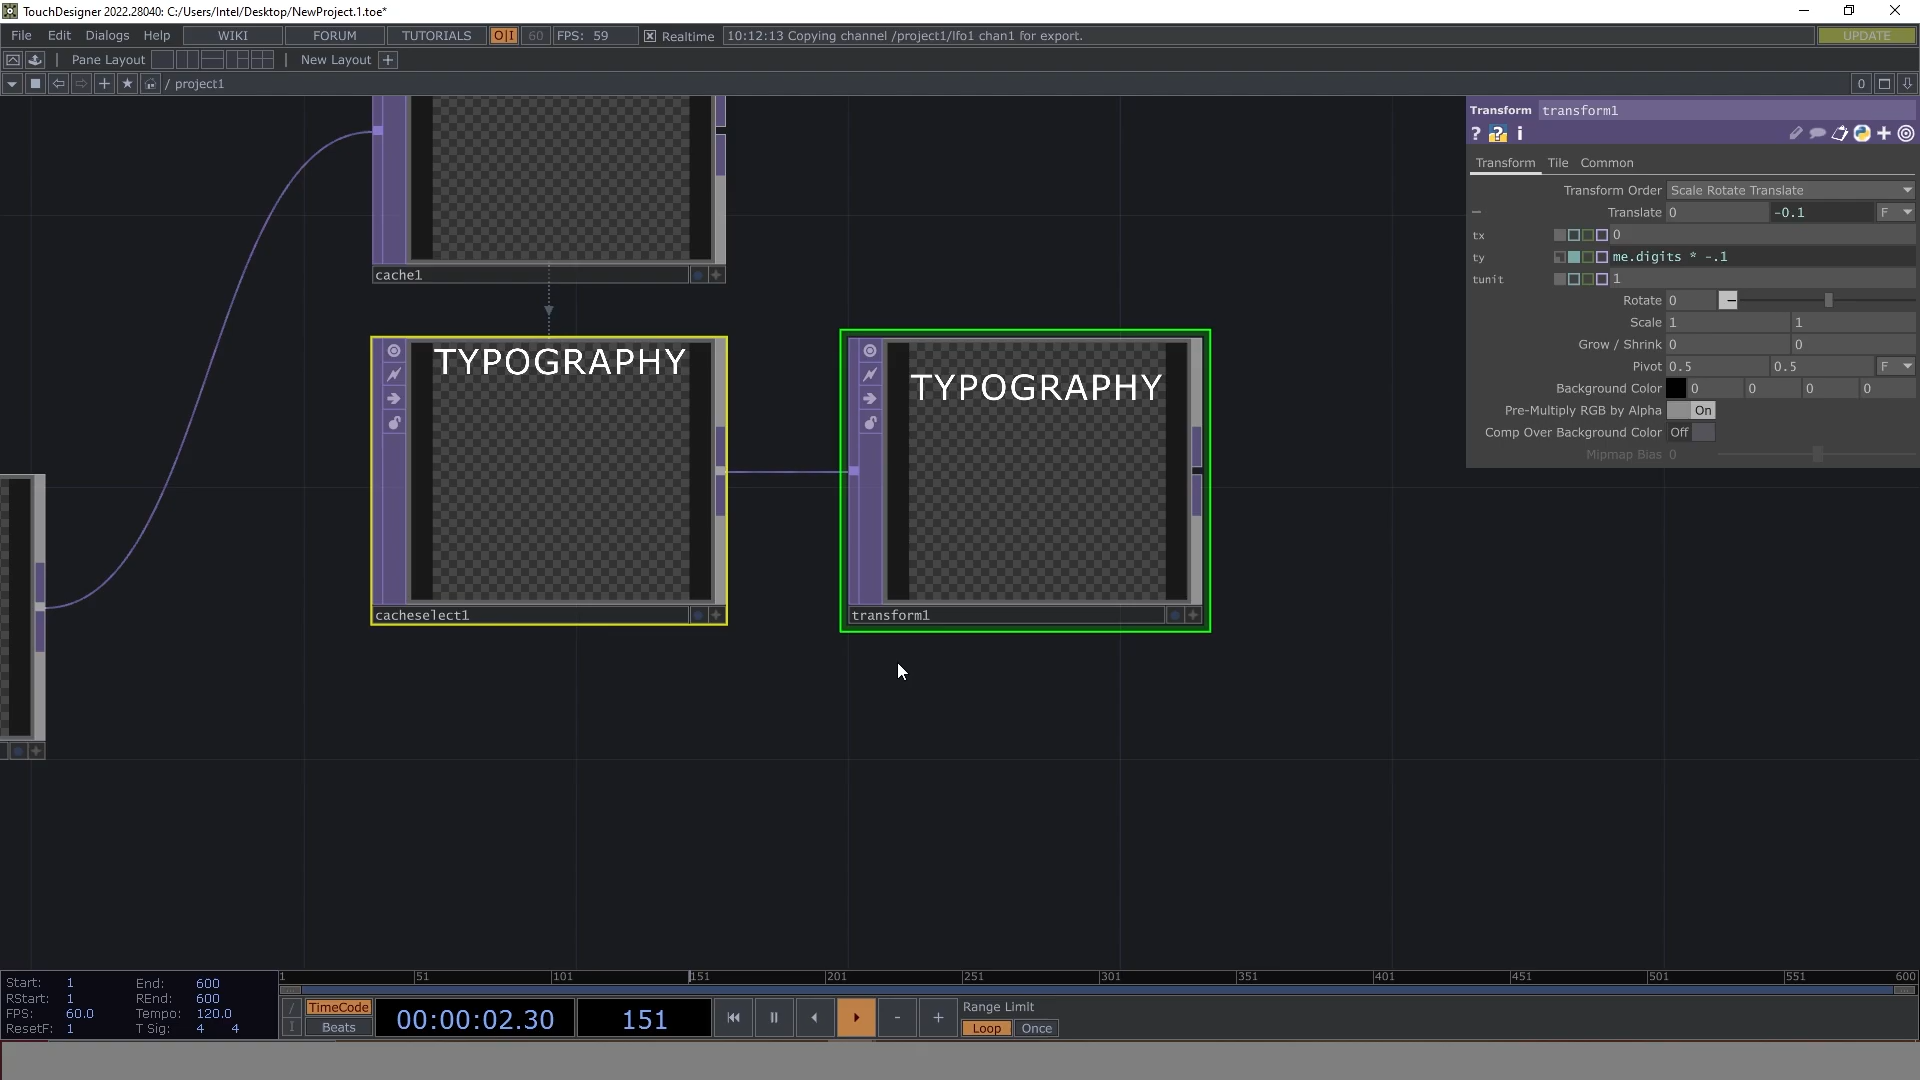 TouchDesigner 2022.28040: C:/Users/Intel/Desktop/NewProject.1.toe*
File Edit Dialogs Help WIKI FORUM TUTORIALS O|I 60 FPS: 59 Realtime 10:12:13 Copying channel /project1/lfo1 chan1 for export. UPDATE
Pane Layout New Layout +
/ project1 0
Transform transform1
? ? i
Transform Tile Common
Transform Order Scale Rotate Translate
Translate 0 -0.1 F
tx 0
ty me.digits * -.1
tunit 1
Rotate 0
Scale 1 1
Grow / Shrink 0 0
Pivot 0.5 0.5 F
Background Color 0 0 0 0
Pre-Multiply RGB by Alpha On
Comp Over Background Color Off
Mipmap Bias 0
cache1
TYPOGRAPHY
TYPOGRAPHY
cacheselect1
transform1
1 51 101 151 201 251 301 351 401 451 501 551 600
Start: 1 End: 600
RStart: 1 REnd: 600
FPS: 60.0 Tempo: 120.0
ResetF: 1 T Sig: 4 4
TimeCode
Beats
00:00:02.30
151
- +
Range Limit
Loop Once